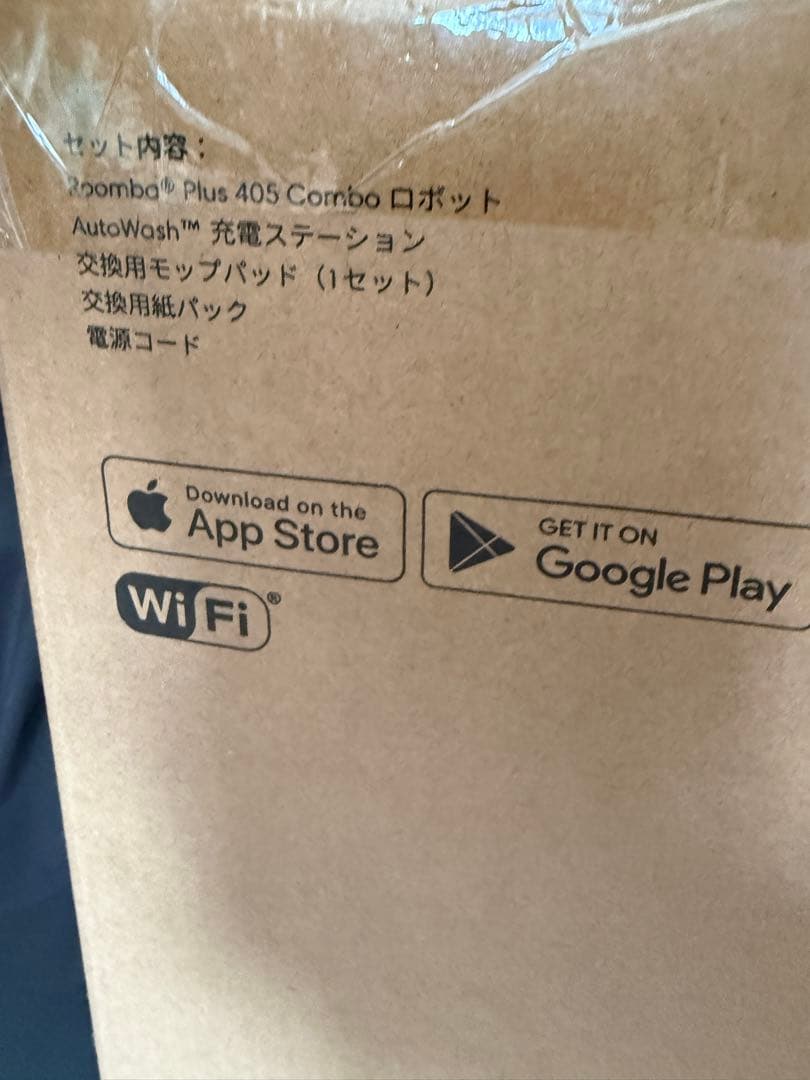 セット内容：
Roomba® Plus 405 Combo ロボット
AutoWash™ 充電ステーション
交換用モップパッド（1セット）
交換用紙パック
電源コード
Download on the
App Store
GET IT ON
Google Play
Wi Fi®